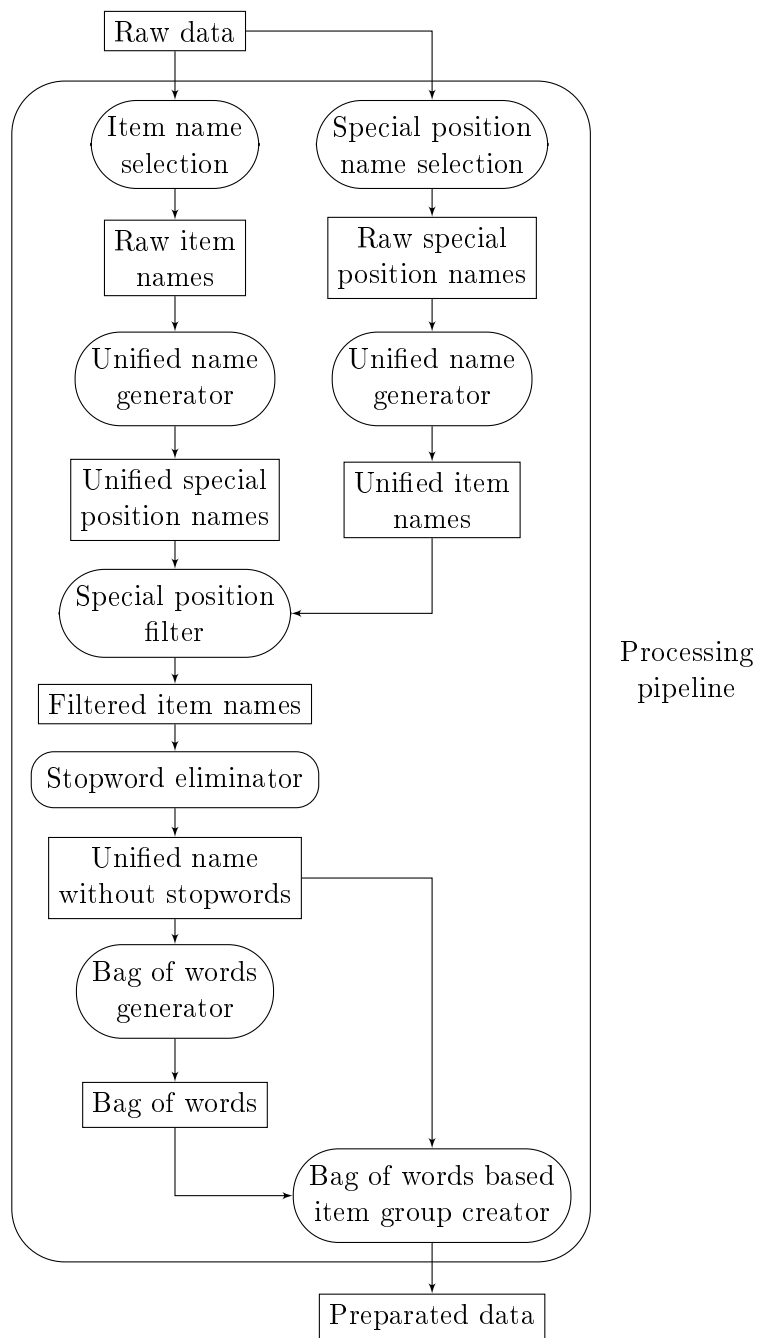 Raw data
Item name
selection
Special position
name selection
Raw item
names
Raw special
position names
Unified name
generator
Unified name
generator
Unified special
position names
Unified item
names
Special position
filter
Processing
pipeline
Filtered item names
Stopword eliminator
Unified name
without stopwords
Bag of words
generator
Bag of words
Bag of words based
item group creator
Preparated data